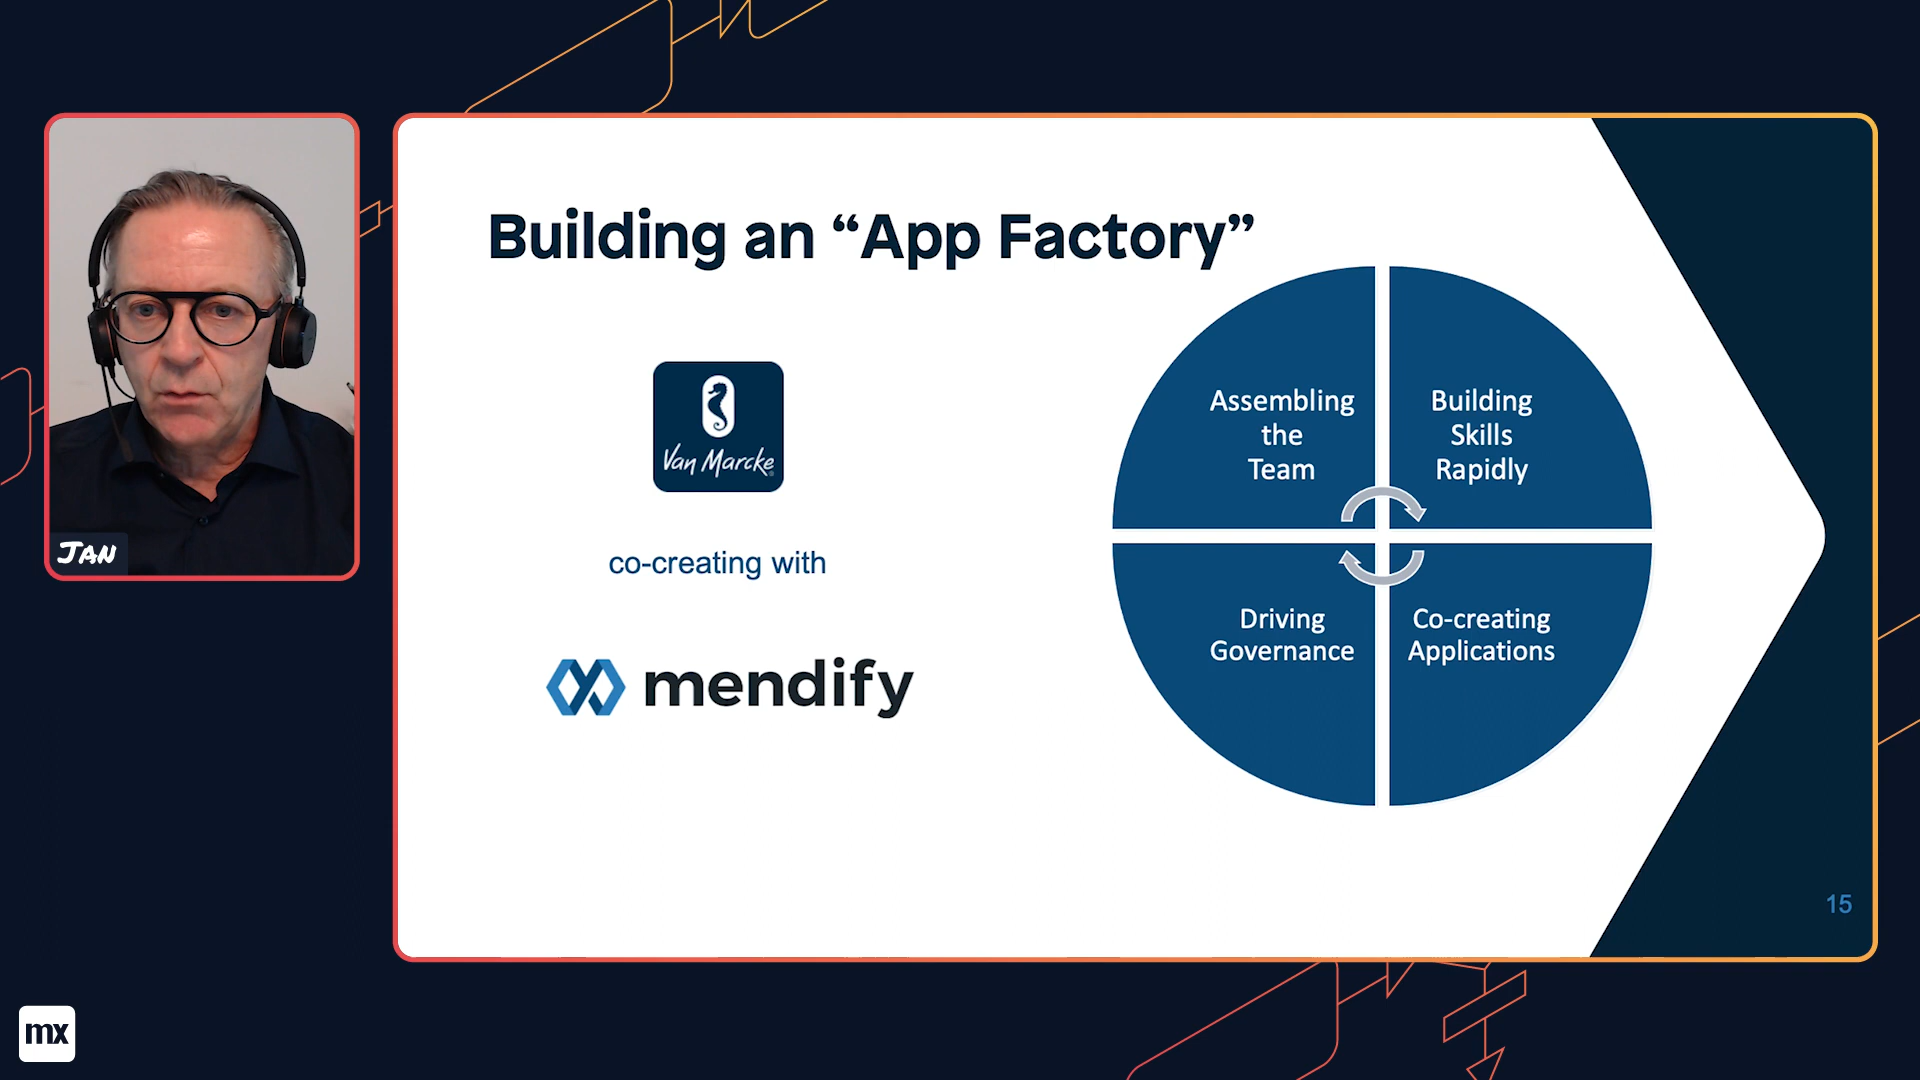 Building an “App Factory”
Van Marcke
co-creating with
mendify
Assembling
the
Team
Building
Skills
Rapidly
Driving
Governance
Co-creating
Applications
15
JAN
mx